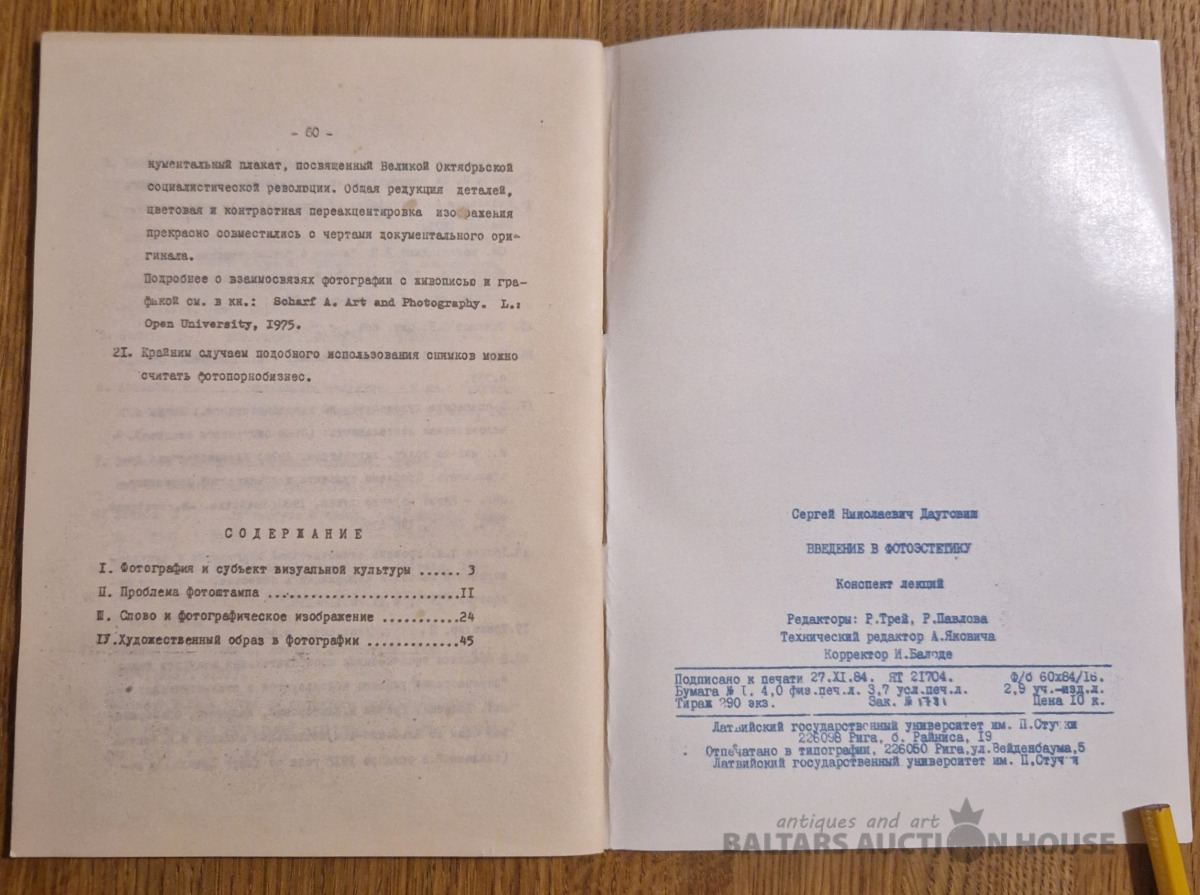 - 60 -
кументальный плакат, посвященный Великой Октябрьской
социалистической революции. Общая редукция деталей,
цветовая и контрастная переакцентировка изображения
прекрасно совместились с чертами документального ори-
гинала.
Подробнее о взаимосвязях фотографии с живописью и гра-
фикой см. в кн.: Scharf A. Art and Photography. L.:
Open University, 1975.
21. Крайним случаем подобного использования снимков можно
считать фотопорнобизнес.
СОДЕРЖАНИЕ
I. Фотография и субъект визуальной культуры ...... 3
II. Проблема фотоштампа ..........................II
III. Слово и фотографическое изображение ...........24
IУ.Художественный образ в фотографии .............45
Сергей Николаевич Дауговиш
ВВЕДЕНИЕ В ФОТОЭСТЕТИКУ
Конспект лекций
Редакторы: Р.Трей, Р.Павлова
Технический редактор А.Яковича
Корректор И.Балоде
Подписано к печати 27.XI.84. ЯТ 21704. Ф/б 60х84/16.
Бумага № I. 4,0 физ.печ.л. 3,7 усл.печ.л. 2,9 уч.-изд.л.
Тираж 290 экз. Зак. № 1731 Цена 10 к.
Латвийский государственный университет им. П.Стучки
226098 Рига, б. Райниса, 19
Отпечатано в типографии, 226050 Рига,ул.Вейденбаума,5
Латвийский государственный университет им. П.Стучки
antiques and art
BALTARS AUCTION HOUSE